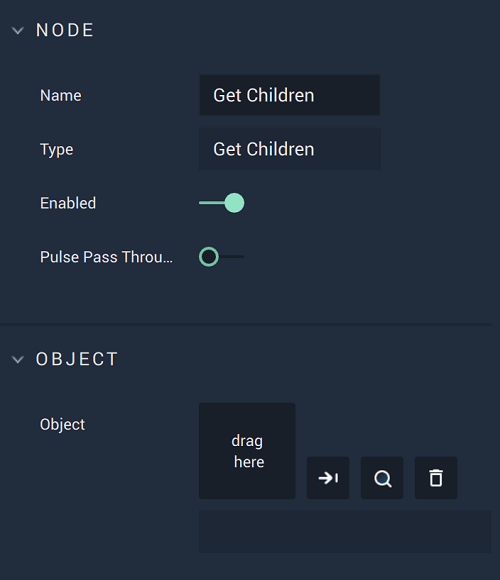 NODE
Name
Get Children
Type
Get Children
Enabled
Pulse Pass Throu...
OBJECT
Object
drag
here